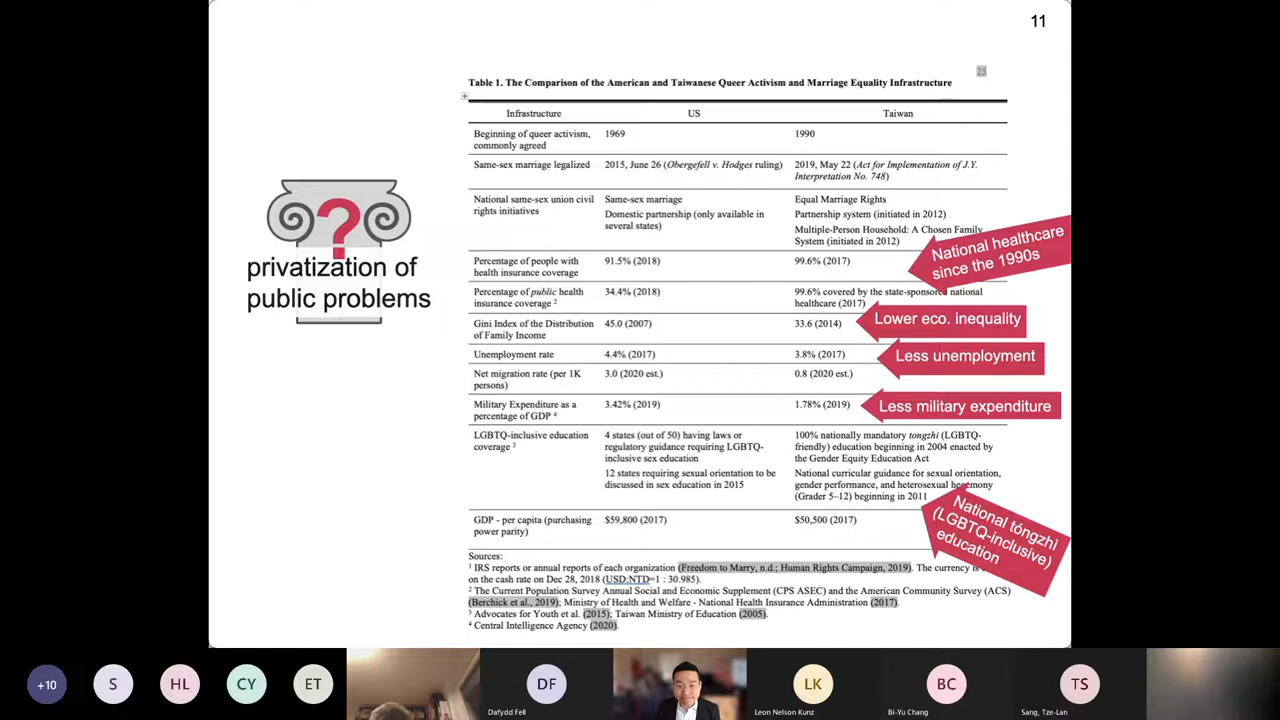 11
?
privatization of
public problems
25
Table 1. The Comparison of the American and Taiwanese Queer Activism and Marriage Equality Infrastructure
Infrastructure US Taiwan
Beginning of queer activism, commonly agreed 1969 1990
Same-sex marriage legalized 2015, June 26 (Obergefell v. Hodges ruling) 2019, May 22 (Act for Implementation of J.Y. Interpretation No. 748)
National same-sex union civil rights initiatives
Same-sex marriage
Domestic partnership (only available in several states)
Equal Marriage Rights
Partnership system (initiated in 2012)
Multiple-Person Household: A Chosen Family System (initiated in 2012)
Percentage of people with health insurance coverage 91.5% (2018) 99.6% (2017)
National healthcare
since the 1990s
Percentage of public health insurance coverage 2 34.4% (2018) 99.6% covered by the state-sponsored national healthcare (2017)
Gini Index of the Distribution of Family Income 45.0 (2007) 33.6 (2014)
Lower eco. inequality
Unemployment rate 4.4% (2017) 3.8% (2017)
Less unemployment
Net migration rate (per 1K persons) 3.0 (2020 est.) 0.8 (2020 est.)
Military Expenditure as a percentage of GDP 4 3.42% (2019) 1.78% (2019)
Less military expenditure
LGBTQ-inclusive education coverage 3
4 states (out of 50) having laws or regulatory guidance requiring LGBTQ-inclusive sex education
12 states requiring sexual orientation to be discussed in sex education in 2015
100% nationally mandatory tongzhi (LGBTQ-friendly) education beginning in 2004 enacted by the Gender Equity Education Act
National curricular guidance for sexual orientation, gender performance, and heterosexual hegemony (Grader 5–12) beginning in 2011
National tóngzhì
(LGBTQ-inclusive)
education
GDP - per capita (purchasing power parity) $59,800 (2017) $50,500 (2017)
Sources:
1 IRS reports or annual reports of each organization (Freedom to Marry, n.d.; Human Rights Campaign, 2019). The currency is
on the cash rate on Dec 28, 2018 (USD:NTD=1 : 30.985).
2 The Current Population Survey Annual Social and Economic Supplement (CPS ASEC) and the American Community Survey (ACS)
(Berchick et al., 2019); Ministry of Health and Welfare - National Health Insurance Administration (2017).
3 Advocates for Youth et al. (2015); Taiwan Ministry of Education (2005).
4 Central Intelligence Agency (2020).
+10
S
HL
CY
ET
DF
Dafydd Fell
LK
Leon Nelson Kunz
BC
Bi-Yu Chang
TS
Sang, Tze-Lan